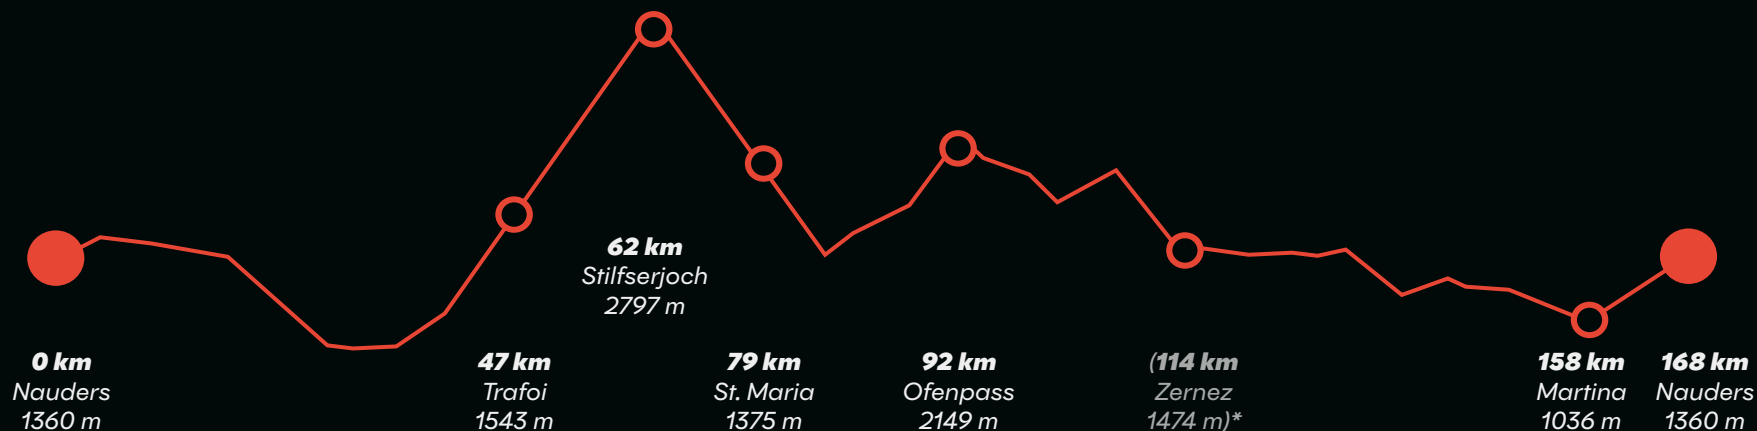 0 km
Nauders
1360 m
47 km
Trafoi
1543 m
62 km
Stilfserjoch
2797 m
79 km
St. Maria
1375 m
92 km
Ofenpass
2149 m
(114 km
Zernez
1474 m)*
158 km
Martina
1036 m
168 km
Nauders
1360 m